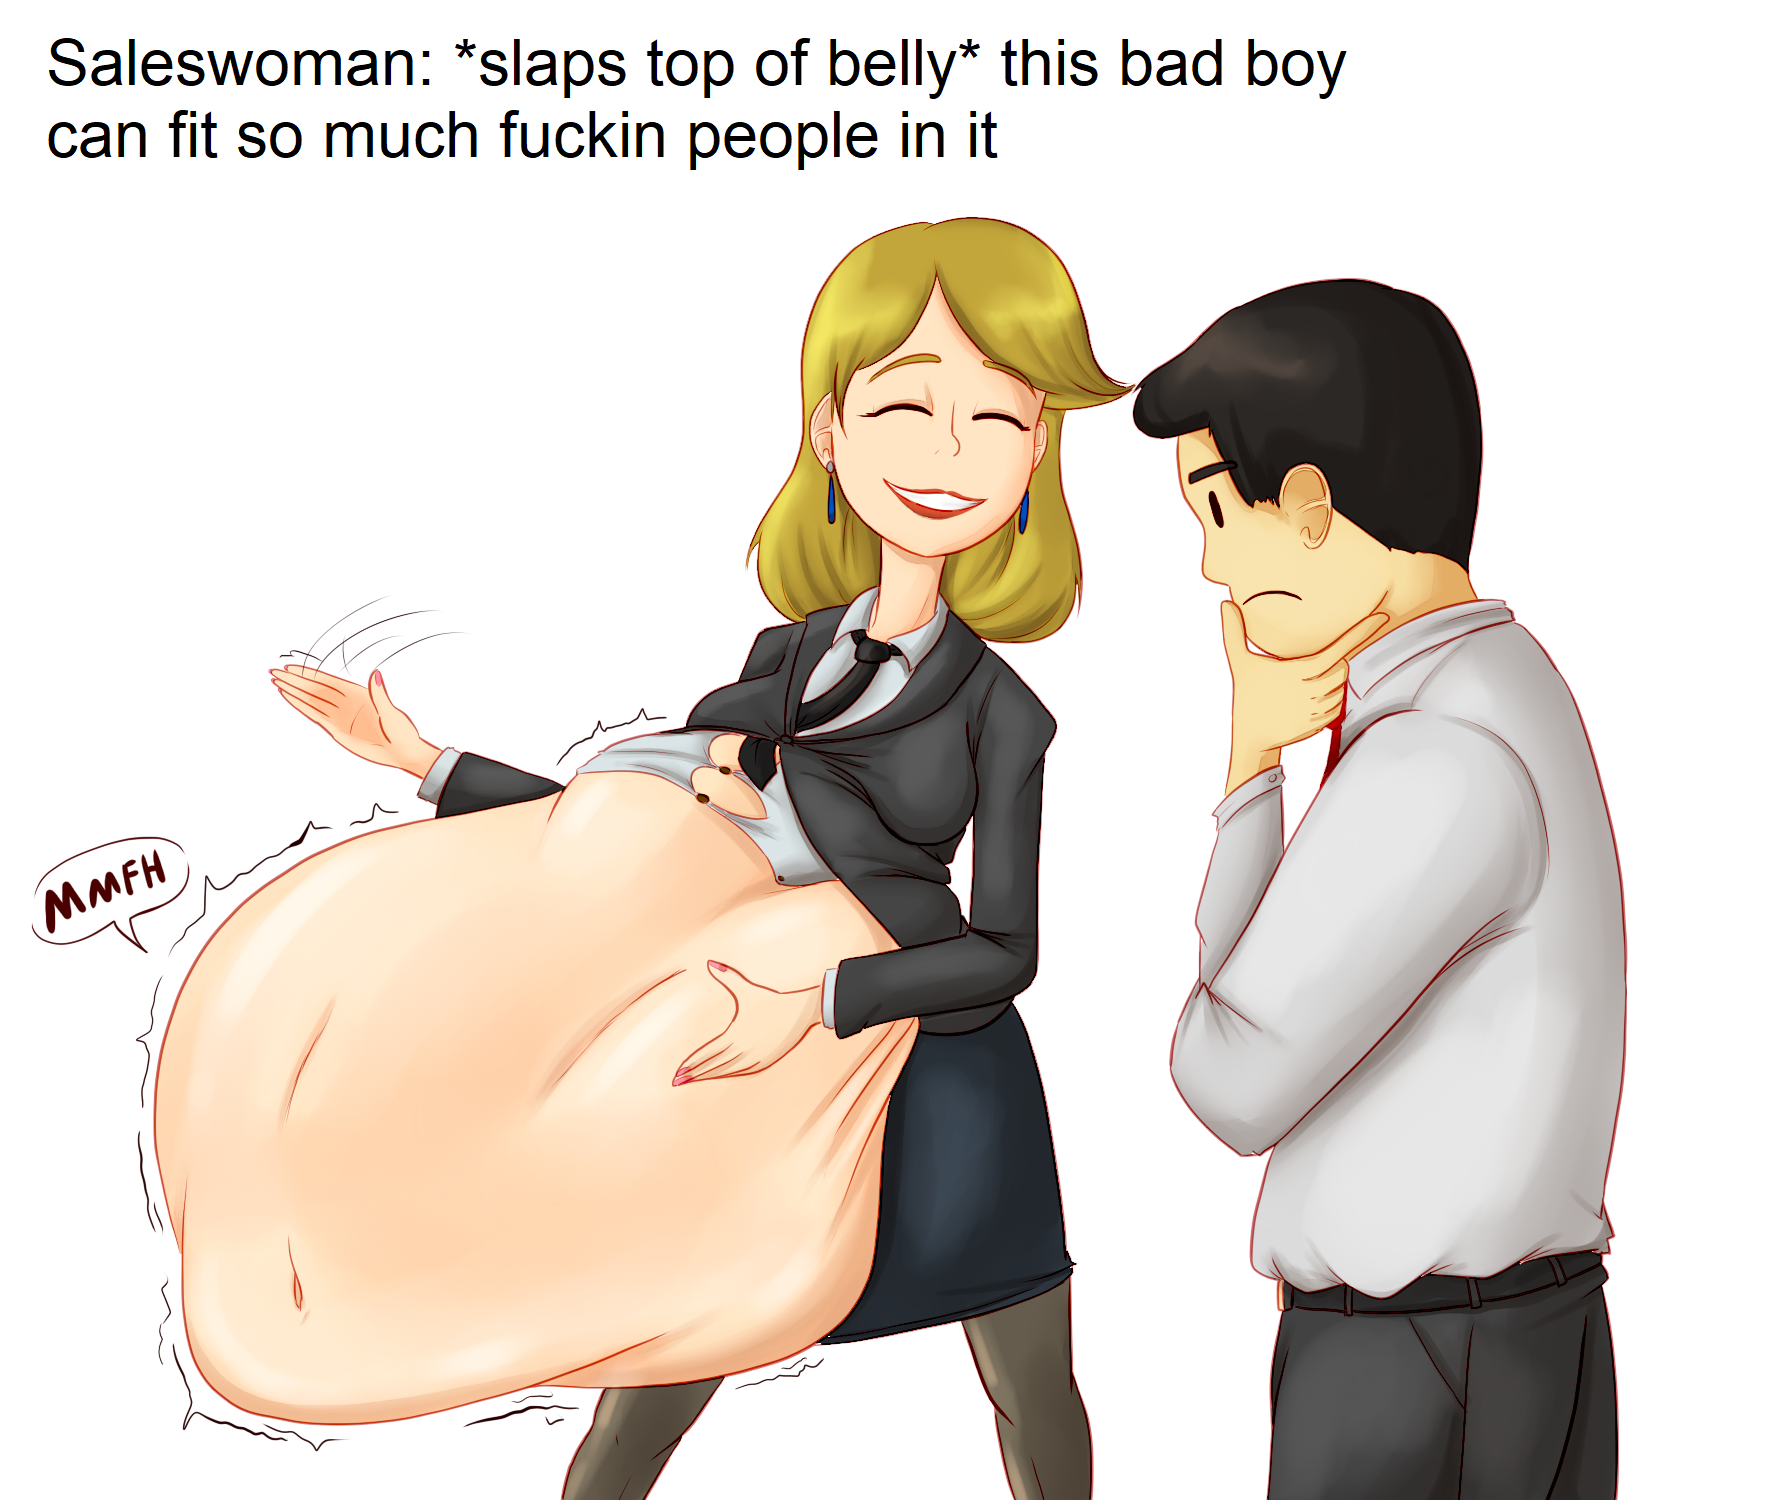 Saleswoman: *slaps top of belly* this bad boy
can fit so much fuckin people in it
MMFH